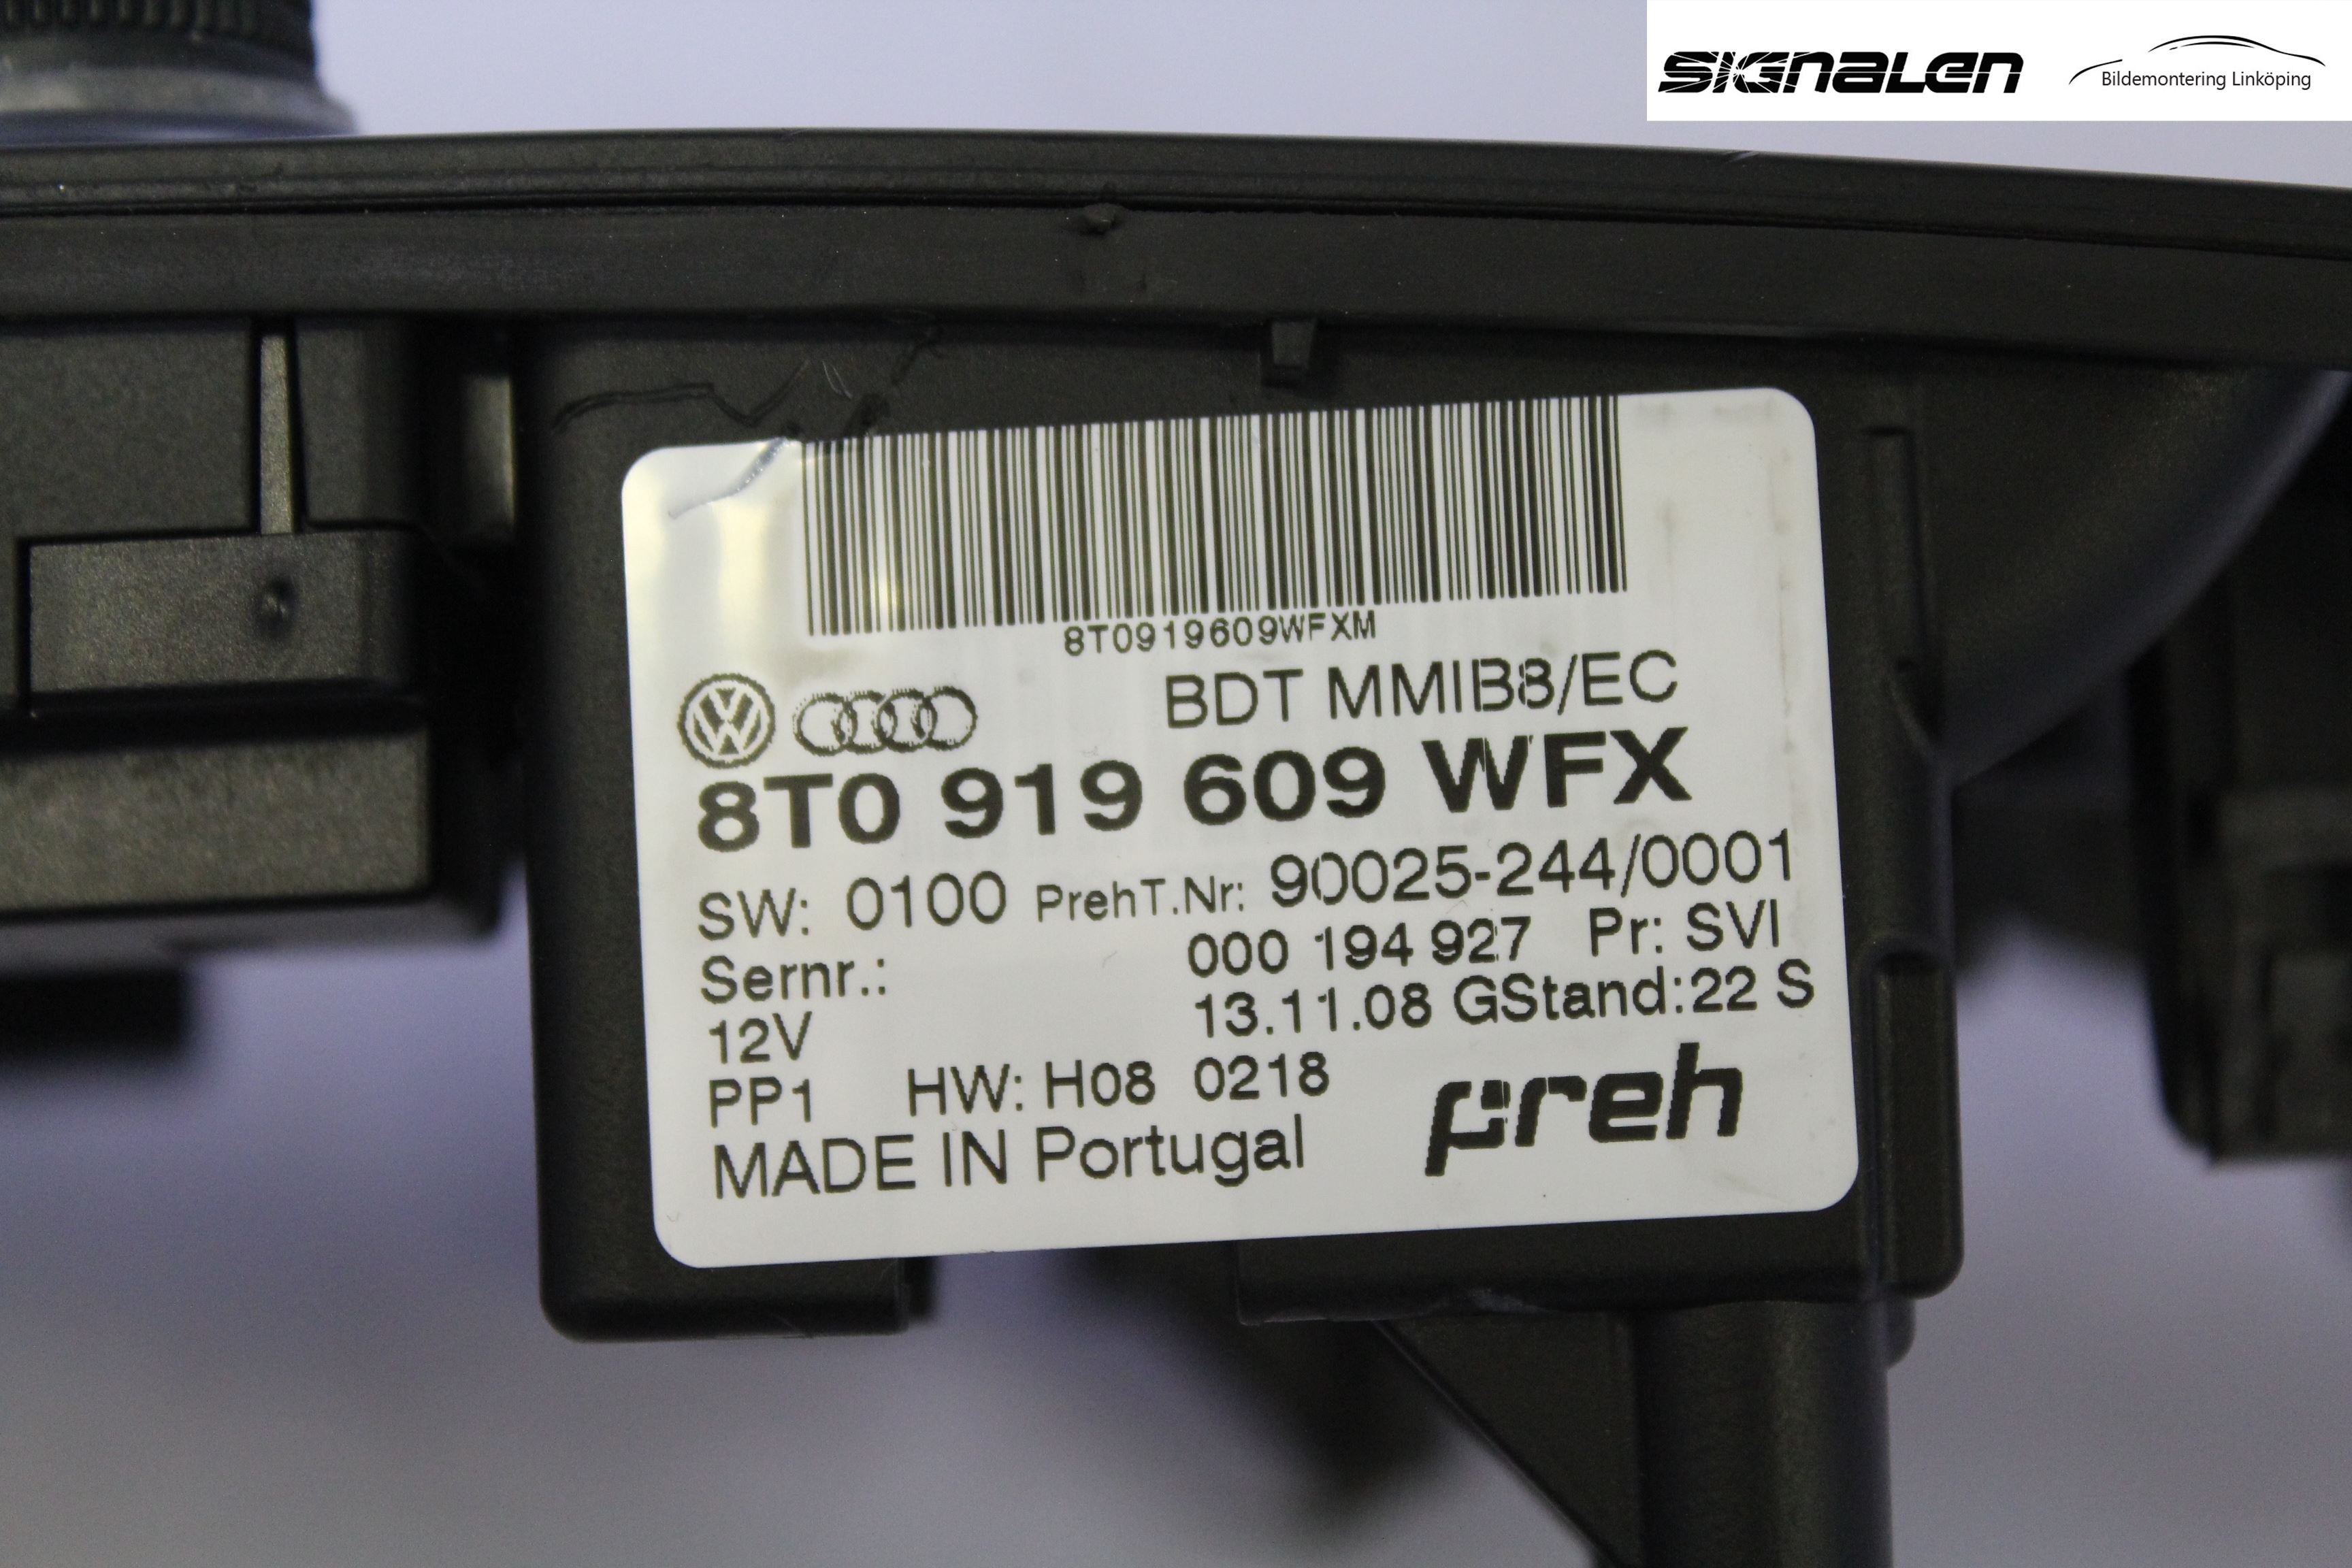 SIGNALEN
Bildemontering Linköping
8T0919609WFXM
BDT MMIB8/EC
8T0 919 609 WFX
SW: 0100 PrehT.Nr: 90025-244/0001
Sernr.: 000 194 927 Pr: SVI
12V 13.11.08 GStand:22 S
PP1 HW: H08 0218
preh
MADE IN Portugal